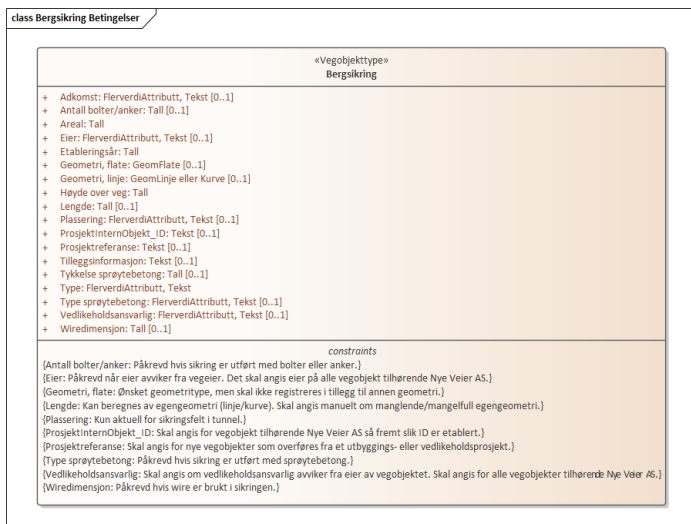 class Bergsikring Betingelser
«Vegobjekttype»
Bergsikring
+ Adkomst: FlerverdiAttributt, Tekst [0..1]
+ Antall bolter/anker: Tall [0..1]
+ Areal: Tall
+ Eier: FlerverdiAttributt, Tekst [0..1]
+ Etableringsår: Tall
+ Geometri, flate: GeomFlate [0..1]
+ Geometri, linje: GeomLinje eller Kurve [0..1]
+ Høyde over veg: Tall
+ Lengde: Tall [0..1]
+ Plassering: FlerverdiAttributt, Tekst [0..1]
+ ProsjektInternObjekt_ID: Tekst [0..1]
+ Prosjektreferanse: Tekst [0..1]
+ Tilleggsinformasjon: Tekst [0..1]
+ Tykkelse sprøytebetong: Tall [0..1]
+ Type: FlerverdiAttributt, Tekst
+ Type sprøytebetong: FlerverdiAttributt, Tekst [0..1]
+ Vedlikeholdsansvarlig: FlerverdiAttributt, Tekst [0..1]
+ Wiredimensjon: Tall [0..1]
constraints
{Antall bolter/anker: Påkrevd hvis sikring er utført med bolter eller anker.}
{Eier: Påkrevd når eier avviker fra vegeier. Det skal angis eier på alle vegobjekt tilhørende Nye Veier AS.}
{Geometri, flate: Ønsket geometritype, men skal ikke registreres i tillegg til annen geometri.}
{Lengde: Kan beregnes av egengeometri (linje/kurve). Skal angis manuelt om manglende/mangelfull egengeometri.}
{Plassering: Kun aktuell for sikringsfelt i tunnel.}
{ProsjektInternObjekt_ID: Skal angis for vegobjekt tilhørende Nye Veier AS så fremt slik ID er etablert.}
{Prosjektreferanse: Skal angis for nye vegobjekter som overføres fra et utbyggings- eller vedlikeholdsprosjekt.}
{Type sprøytebetong: Påkrevd hvis sikring er utført med sprøytebetong.}
{Vedlikeholdsansvarlig: Skal angis om vedlikeholdsansvarlig avviker fra eier av vegobjektet. Skal angis for alle vegobjekter tilhørende Nye Veier AS.}
{Wiredimensjon: Påkrevd hvis wire er brukt i sikringen.}